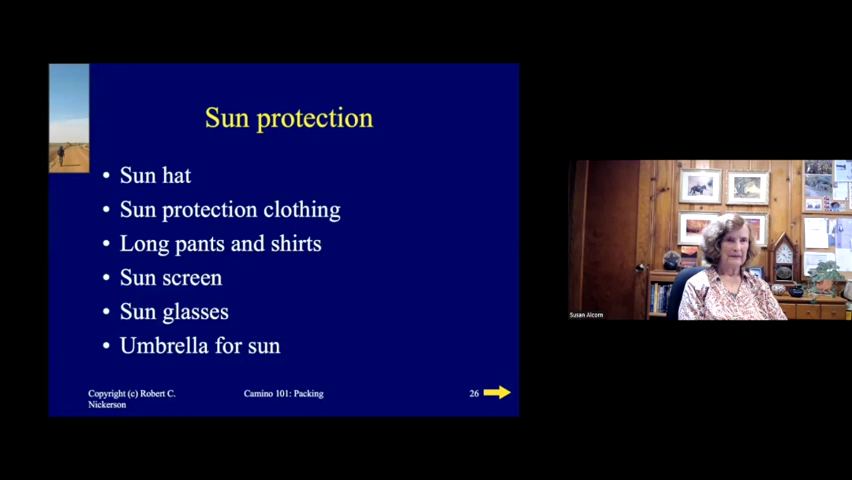 Sun protection
• Sun hat
• Sun protection clothing
• Long pants and shirts
• Sun screen
• Sun glasses
• Umbrella for sun
Copyright (c) Robert C.
Nickerson
Camino 101: Packing
26
Susan Alcorn